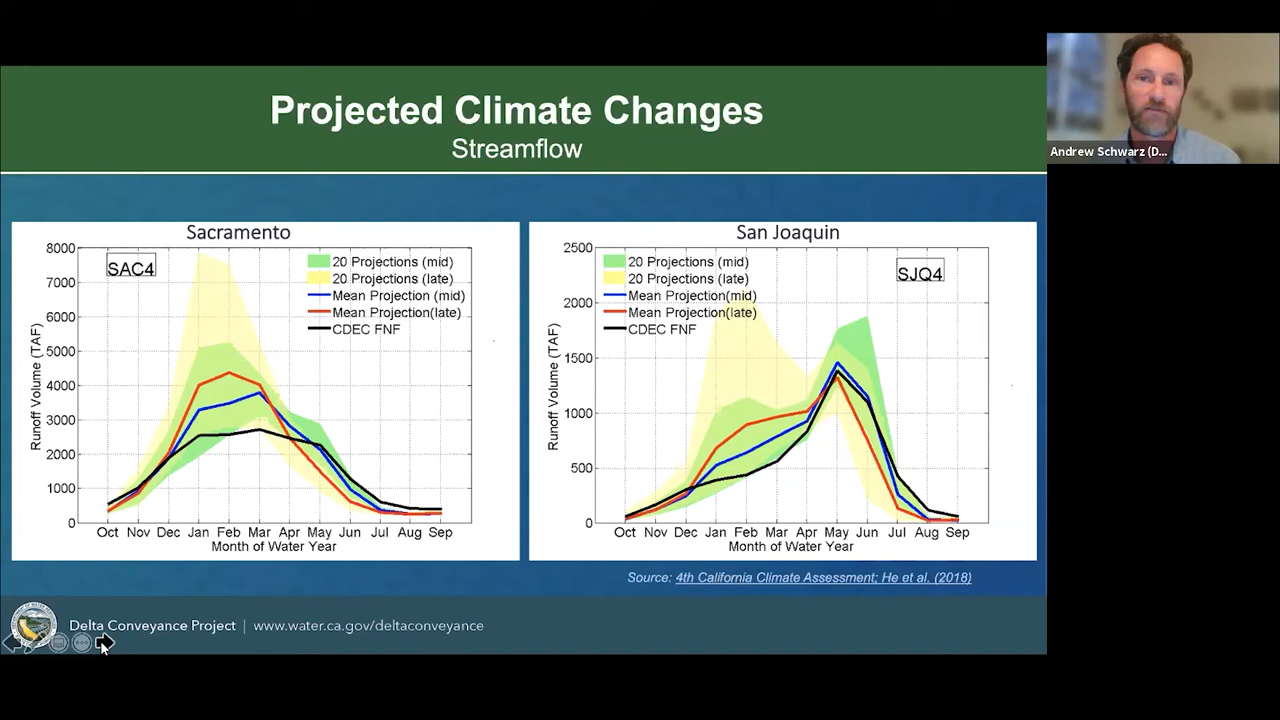 Projected Climate Changes
Streamflow
Andrew Schwarz (D...
Sacramento
8000
7000
6000
5000
4000
3000
2000
1000
0
Runoff Volume (TAF)
SAC4
20 Projections (mid)
20 Projections (late)
Mean Projection (mid)
Mean Projection(late)
CDEC FNF
Oct Nov Dec Jan Feb Mar Apr May Jun Jul Aug Sep
Month of Water Year
San Joaquin
2500
2000
1500
1000
500
0
Runoff Volume (TAF)
20 Projections (mid)
20 Projections (late)
Mean Projection(mid)
Mean Projection(late)
CDEC FNF
SJQ4
Oct Nov Dec Jan Feb Mar Apr May Jun Jul Aug Sep
Month of Water Year
Source: 4th California Climate Assessment; He et al. (2018)
Delta Conveyance Project | www.water.ca.gov/deltaconveyance